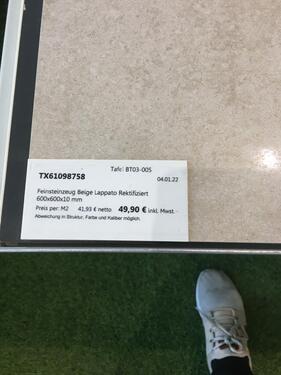 Tafel BT03-005
TX61098758
04.01.22
Feinsteinzeug Beige Lappato Rektifiziert
600x600x10 mm
Preis per: M2 41,93 € netto 49,90 € inkl. Mwst.
Abweichung in Struktur, Farbe und Kaliber möglich.